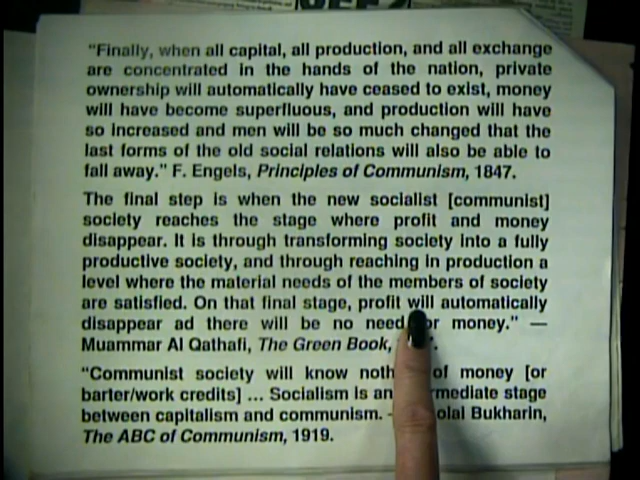 "Finally, when all capital, all production, and all exchange
are concentrated in the hands of the nation, private
ownership will automatically have ceased to exist, money
will have become superfluous, and production will have
so increased and men will be so much changed that the
last forms of the old social relations will also be able to
fall away." F. Engels, Principles of Communism, 1847.
The final step is when the new socialist [communist]
society reaches the stage where profit and money
disappear. It is through transforming society into a fully
productive society, and through reaching in production a
level where the material needs of the members of society
are satisfied. On that final stage, profit will automatically
disappear ad there will be no need or money." —
Muammar Al Qathafi, The Green Book,
"Communist society will know noth of money [or
barter/work credits] ... Socialism is an rmediate stage
between capitalism and communism. - olai Bukharin,
The ABC of Communism, 1919.